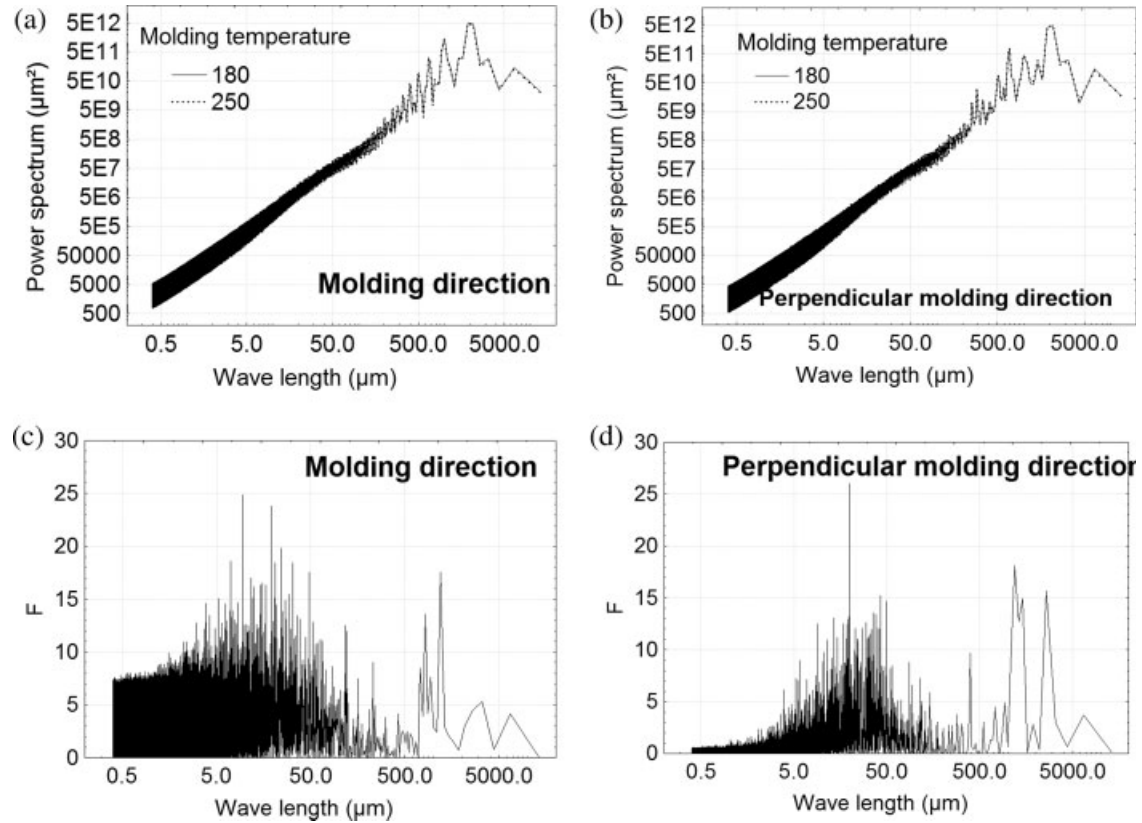 (a)
5E12
5E11
5E10
5E9
5E8
5E7
5E6
5E5
50000
5000
500
Power spectrum (µm²)
Molding temperature
180
250
Molding direction
0.5 5.0 50.0 500.0 5000.0
Wave length (µm)
(b)
5E12
5E11
5E10
5E9
5E8
5E7
5E6
5E5
50000
5000
500
Power spectrum (µm²)
Molding temperature
180
250
Perpendicular molding direction
0.5 5.0 50.0 500.0 5000.0
Wave length (µm)
(c)
30
25
20
15
10
5
0
F
Molding direction
0.5 5.0 50.0 500.0 5000.0
Wave length (µm)
(d)
30
25
20
15
10
5
0
F
Perpendicular molding direction
0.5 5.0 50.0 500.0 5000.0
Wave length (µm)